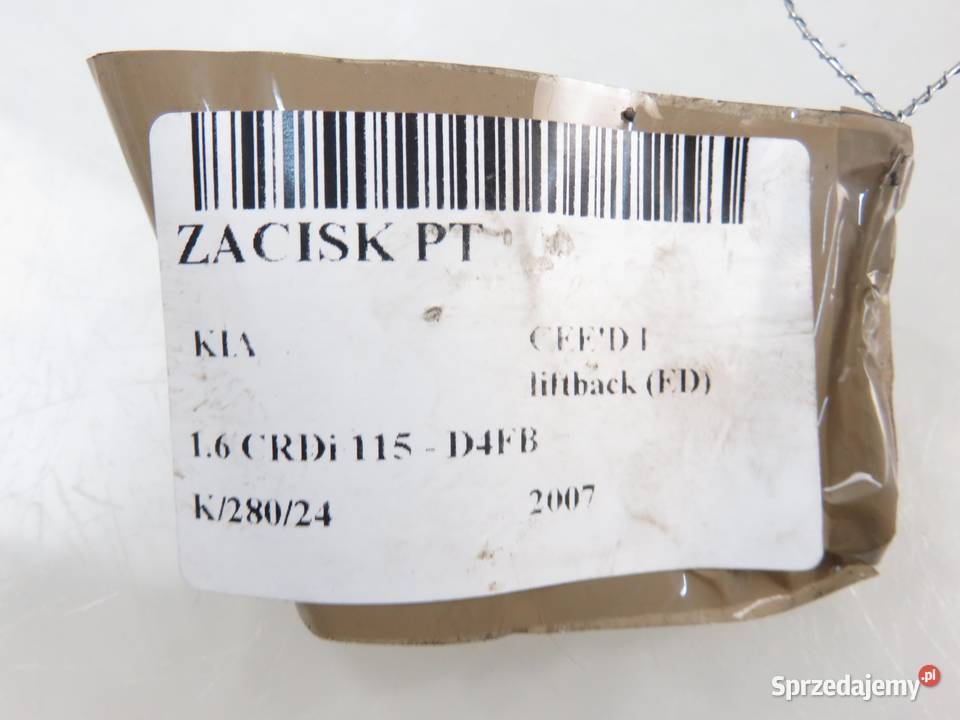 ZACISK PT
KIA CEE'D I
liftback (ED)
1.6 CRDi 115 - D4FB
K/280/24 2007
Sprzedajemy.pl